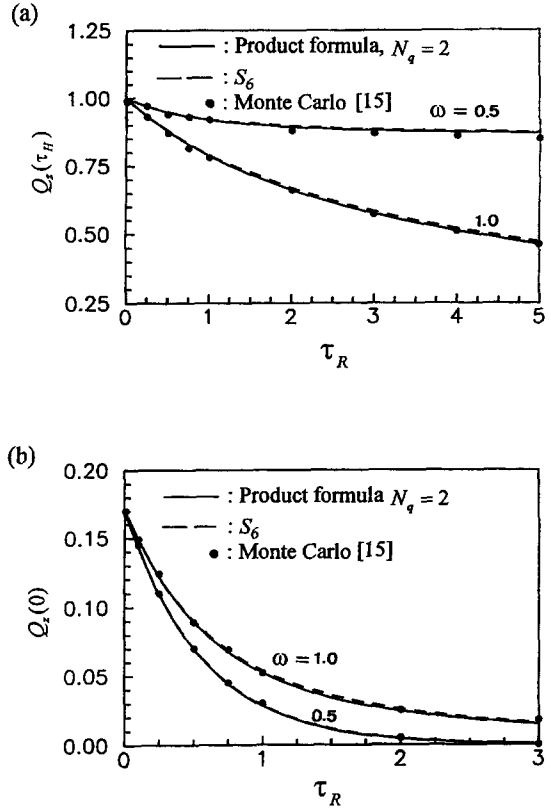 (a)
1.25
1.00
0.75
0.50
0.25
Q_z(τ_H)
: Product formula, N_q = 2
: S_6
: Monte Carlo [15]
ω = 0.5
1.0
0 1 2 3 4 5
τ_R
(b)
0.20
0.15
0.10
0.05
0.00
Q_z(0)
: Product formula N_q = 2
: S_6
: Monte Carlo [15]
ω = 1.0
0.5
0 1 2 3
τ_R